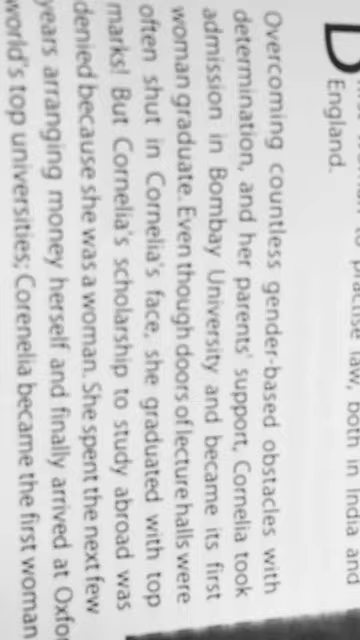 D
to practise law, both in India and
England.
Overcoming countless gender-based obstacles with
determination, and her parents' support, Cornelia took
admission in Bombay University and became its first
woman graduate. Even though doors of lecture halls were
often shut in Cornelia's face, she graduated with top
marks! But Cornelia's scholarship to study abroad was
denied because she was a woman. She spent the next few
years arranging money herself and finally arrived at Oxfo
world's top universities; Corenelia became the first woman